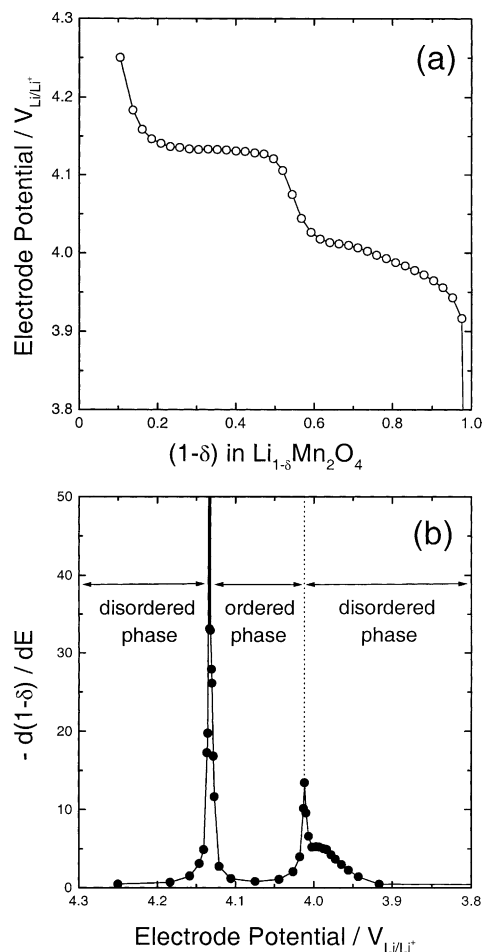 (a)
Electrode Potential / V_Li/Li⁺
4.3
4.2
4.1
4.0
3.9
3.8
0 0.2 0.4 0.6 0.8 1.0
(1-δ) in Li₁₋δMn₂O₄
(b)
- d(1-δ) / dE
50
40
30
20
10
0
disordered phase
ordered phase
disordered phase
4.3 4.2 4.1 4.0 3.9 3.8
Electrode Potential / V_Li/Li⁺